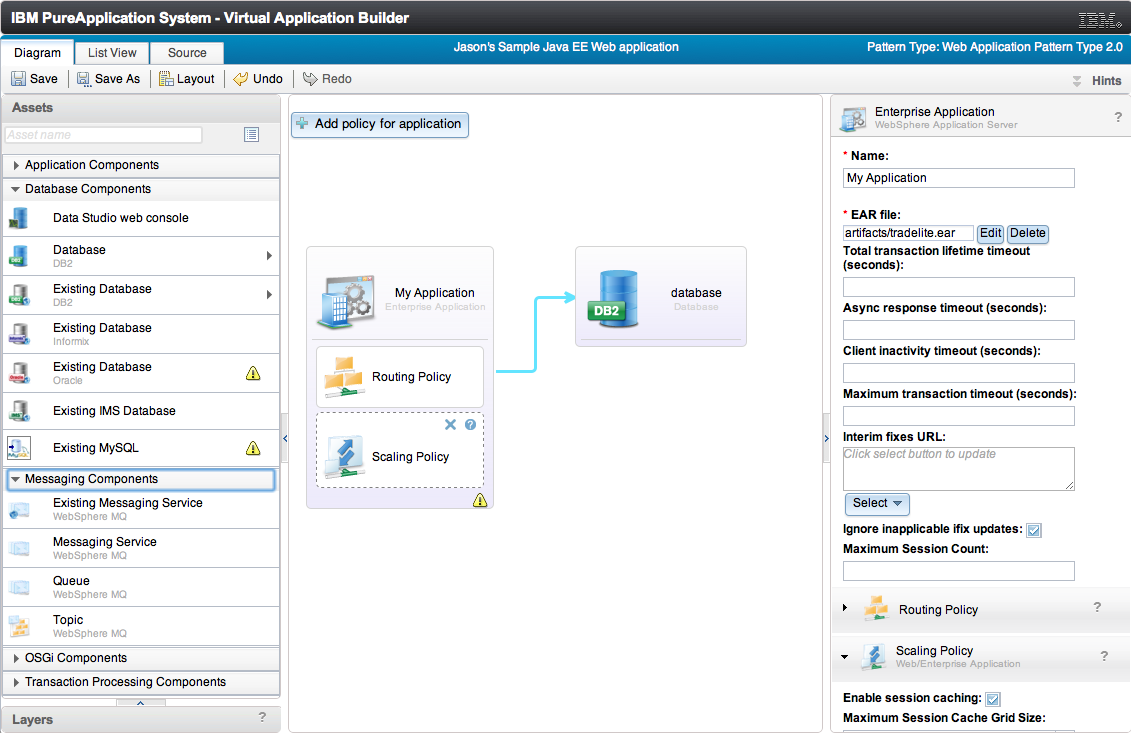 IBM PureApplication System - Virtual Application Builder
IBM
Diagram
List View
Source
Jason's Sample Java EE Web application
Pattern Type: Web Application Pattern Type 2.0
Save
Save As
Layout
Undo
Redo
Hints
Assets
Asset name
Application Components
Database Components
Data Studio web console
Database
DB2
Existing Database
DB2
Existing Database
Informix
Existing Database
Oracle
Existing IMS Database
Existing MySQL
Messaging Components
Existing Messaging Service
WebSphere MQ
Messaging Service
WebSphere MQ
Queue
WebSphere MQ
Topic
WebSphere MQ
OSGi Components
Transaction Processing Components
Layers
?
Add policy for application
My Application
Enterprise Application
Routing Policy
Scaling Policy
DB2
database
Database
Enterprise Application
WebSphere Application Server
?
* Name:
My Application
* EAR file:
artifacts/tradelite.ear
Edit
Delete
Total transaction lifetime timeout
(seconds):
Async response timeout (seconds):
Client inactivity timeout (seconds):
Maximum transaction timeout (seconds):
Interim fixes URL:
Click select button to update
Select
Ignore inapplicable ifix updates:
Maximum Session Count:
Routing Policy
?
Scaling Policy
Web/Enterprise Application
?
Enable session caching:
Maximum Session Cache Grid Size: